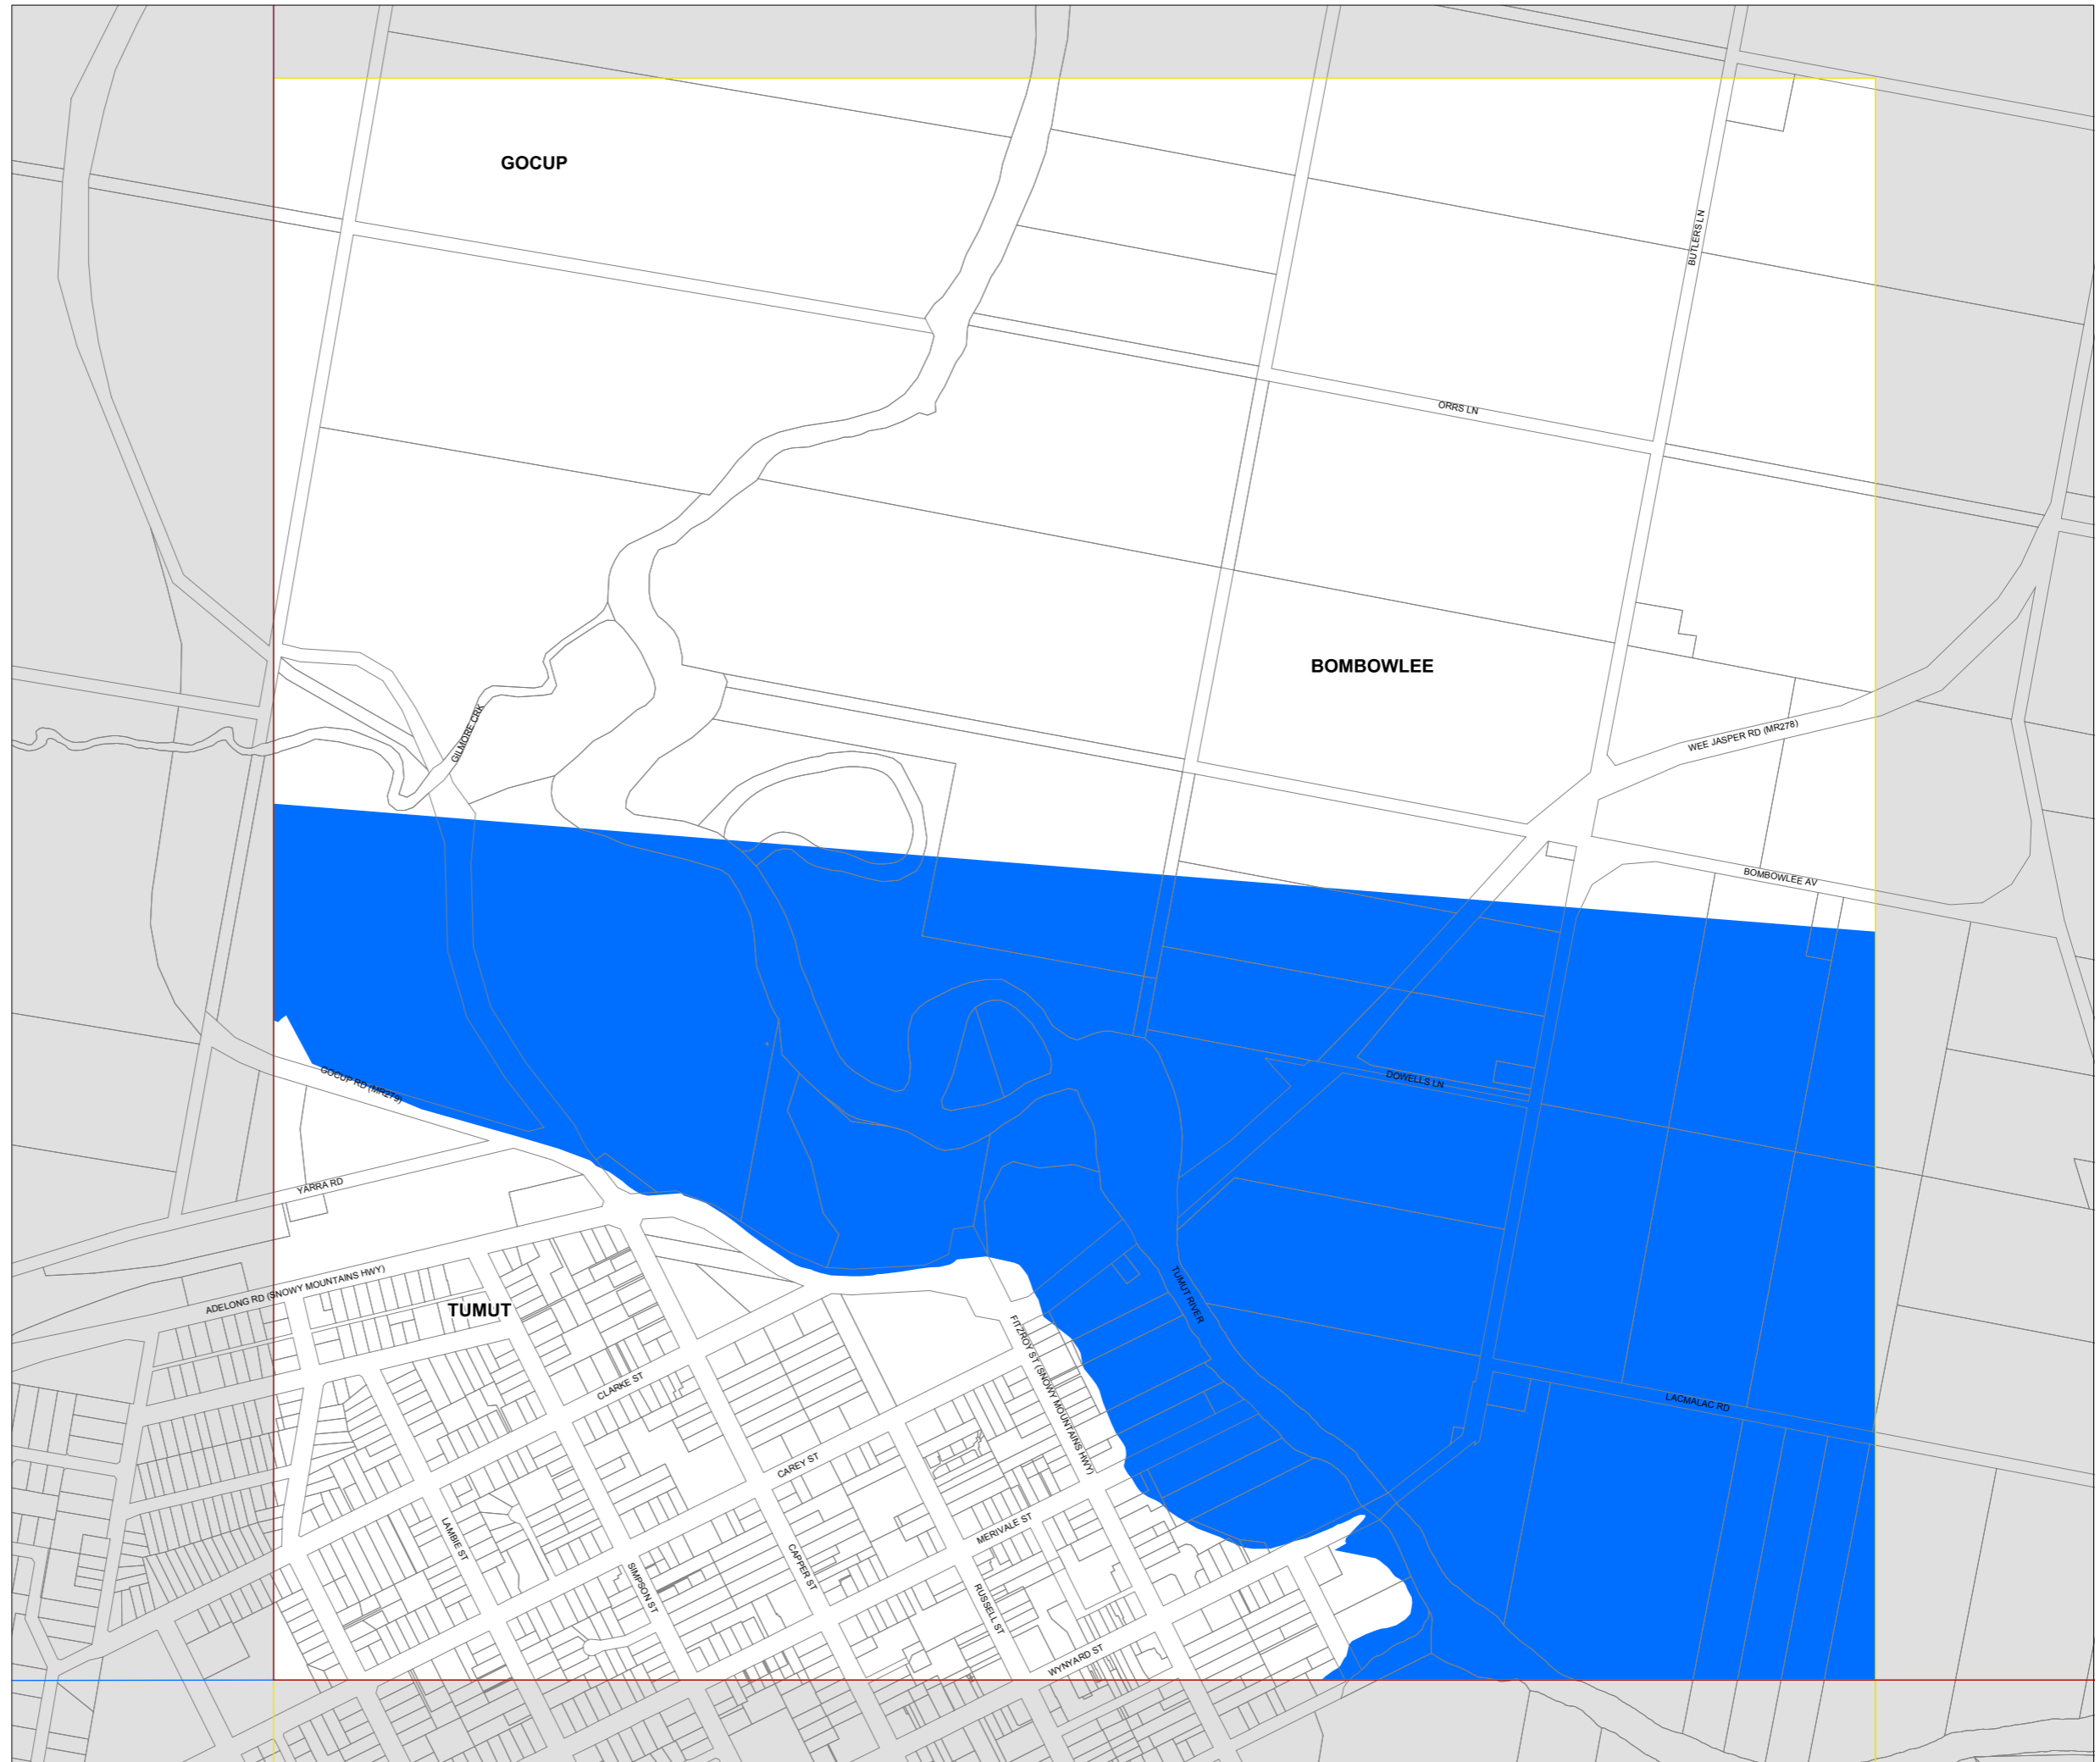 GOCUP
BUTLERS LN
ORRS LN
BOMBOWLEE
GILMORE CRK
WEE JASPER RD (MR278)
BOMBOWLEE AV
GOCUP RD (MR279)
DOWELLS LN
YARRA RD
ADELONG RD (SNOWY MOUNTAINS HWY)
TUMUT
TUMUT RIVER
FITZROY ST (SNOWY MOUNTAINS HWY)
CLARKE ST
LACMALAC RD
CAREY ST
LAMBIE ST
MERIVALE ST
SIMPSON ST
CAPPER ST
RUSSELL ST
WYNYARD ST